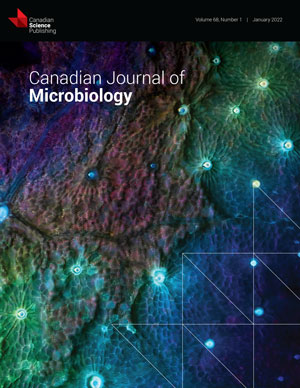 Canadian
Science
Publishing
Volume 68, Number 1 | January 2022
Canadian Journal of
Microbiology